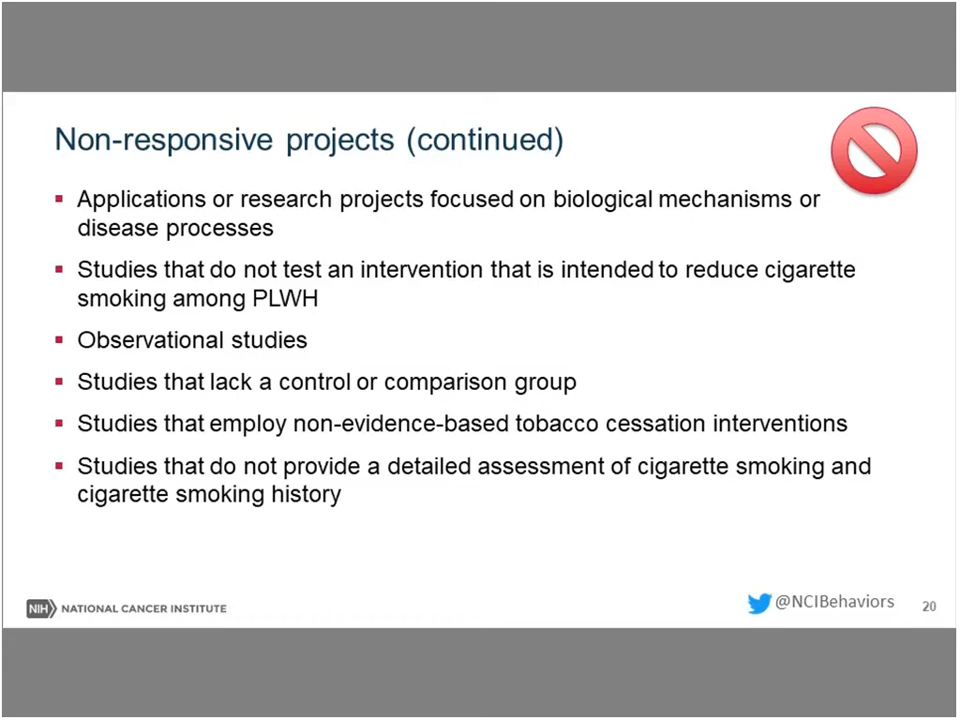 Non-responsive projects (continued)
Applications or research projects focused on biological mechanisms or
disease processes
Studies that do not test an intervention that is intended to reduce cigarette
smoking among PLWH
Observational studies
Studies that lack a control or comparison group
Studies that employ non-evidence-based tobacco cessation interventions
Studies that do not provide a detailed assessment of cigarette smoking and
cigarette smoking history
NIH NATIONAL CANCER INSTITUTE
@NCIBehaviors
20